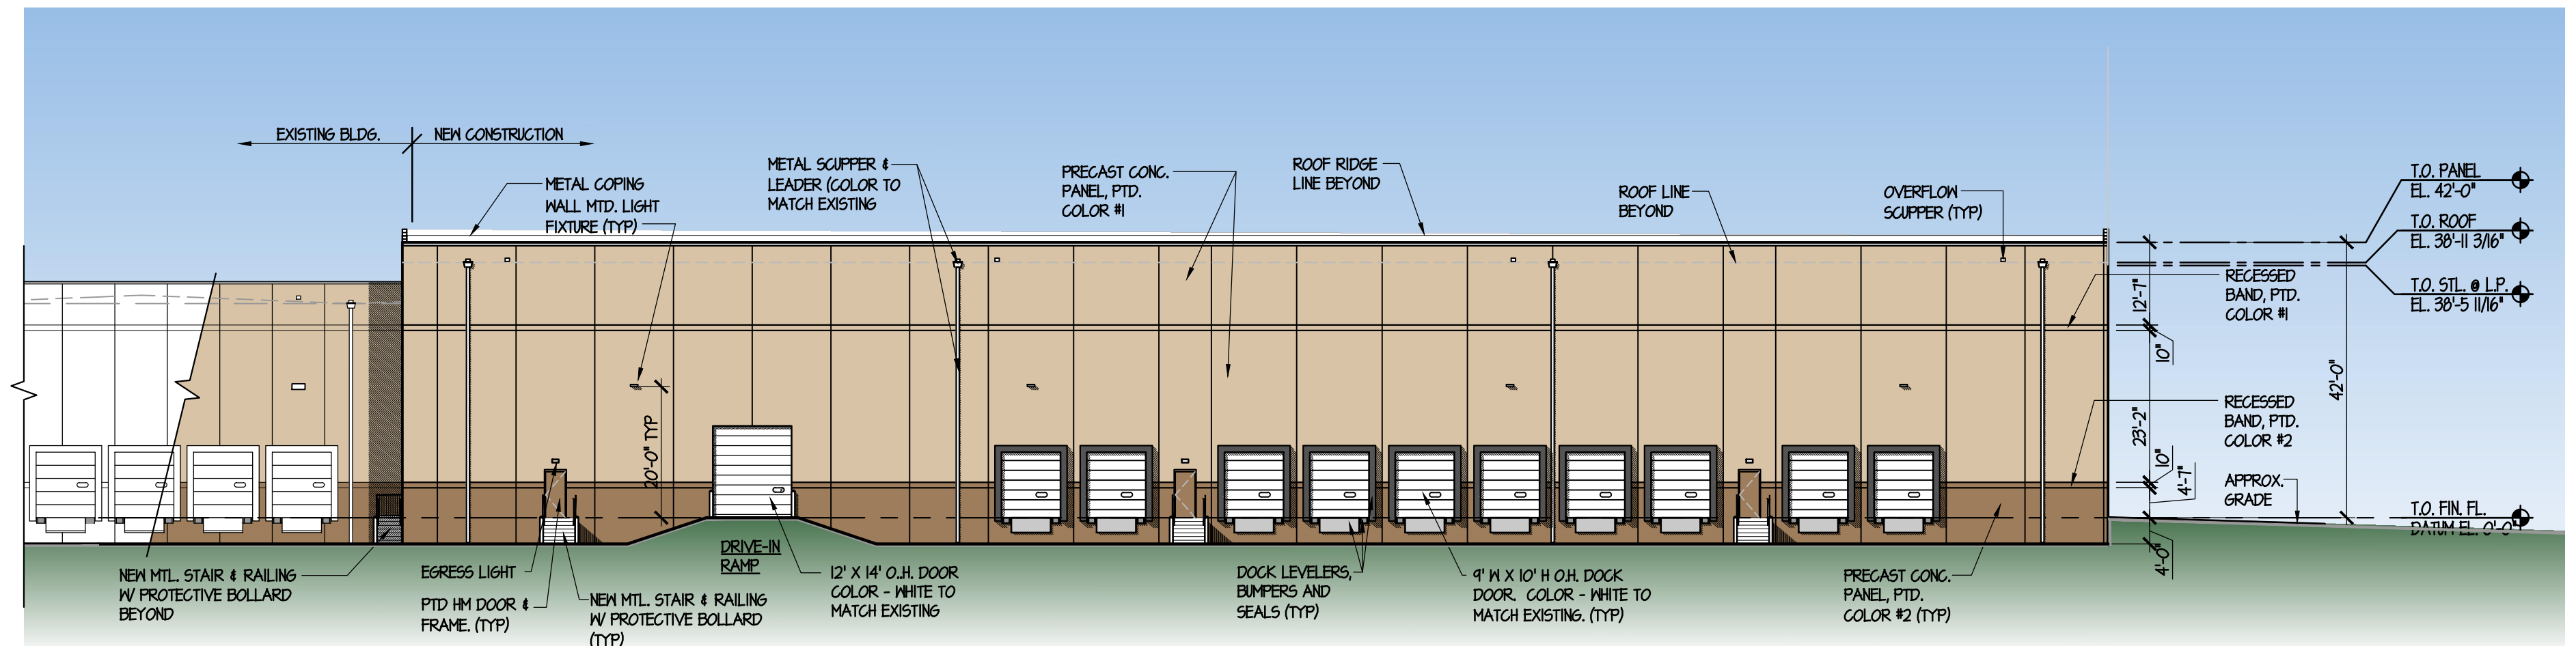 EXISTING BLDG.
NEW CONSTRUCTION
METAL COPING
WALL MTD. LIGHT
FIXTURE (TYP)
METAL SCUPPER &
LEADER (COLOR TO
MATCH EXISTING
PRECAST CONC.
PANEL, PTD.
COLOR #1
ROOF RIDGE
LINE BEYOND
ROOF LINE
BEYOND
OVERFLOW
SCUPPER (TYP)
T.O. PANEL
EL. 42'-0"
T.O. ROOF
EL. 38'-11 3/16"
T.O. STL. @ L.P.
EL. 38'-5 11/16"
RECESSED
BAND, PTD.
COLOR #1
12'-7"
10"
42'-0"
23'-2"
RECESSED
BAND, PTD.
COLOR #2
10"
4'-7"
APPROX.
GRADE
T.O. FIN. FL.
DATUM EL. 0'-0"
4'-0"
20'-0" TYP
NEW MTL. STAIR & RAILING
W/ PROTECTIVE BOLLARD
BEYOND
EGRESS LIGHT
PTD HM DOOR &
FRAME. (TYP)
NEW MTL. STAIR & RAILING
W/ PROTECTIVE BOLLARD
(TYP)
DRIVE-IN
RAMP
12' X 14' O.H. DOOR
COLOR - WHITE TO
MATCH EXISTING
DOCK LEVELERS,
BUMPERS AND
SEALS (TYP)
9' W X 10' H O.H. DOCK
DOOR. COLOR - WHITE TO
MATCH EXISTING. (TYP)
PRECAST CONC.
PANEL, PTD.
COLOR #2 (TYP)